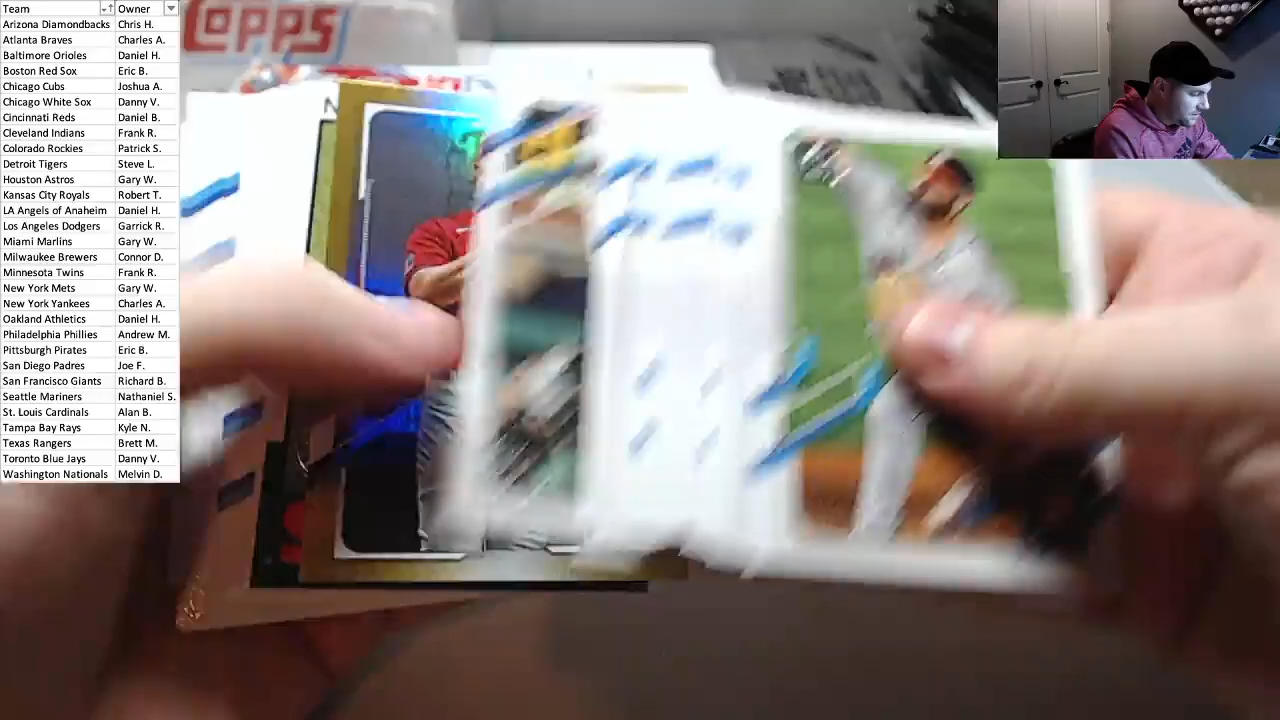 Team Owner
Arizona Diamondbacks Chris H.
Atlanta Braves Charles A.
Baltimore Orioles Daniel H.
Boston Red Sox Eric B.
Chicago Cubs Joshua A.
Chicago White Sox Danny V.
Cincinnati Reds Daniel B.
Cleveland Indians Frank R.
Colorado Rockies Patrick S.
Detroit Tigers Steve L.
Houston Astros Gary W.
Kansas City Royals Robert T.
LA Angels of Anaheim Daniel H.
Los Angeles Dodgers Garrick R.
Miami Marlins Gary W.
Milwaukee Brewers Connor D.
Minnesota Twins Frank R.
New York Mets Gary W.
New York Yankees Charles A.
Oakland Athletics Daniel H.
Philadelphia Phillies Andrew M.
Pittsburgh Pirates Eric B.
San Diego Padres Joe F.
San Francisco Giants Richard B.
Seattle Mariners Nathaniel S.
St. Louis Cardinals Alan B.
Tampa Bay Rays Kyle N.
Texas Rangers Brett M.
Toronto Blue Jays Danny V.
Washington Nationals Melvin D.
Topps